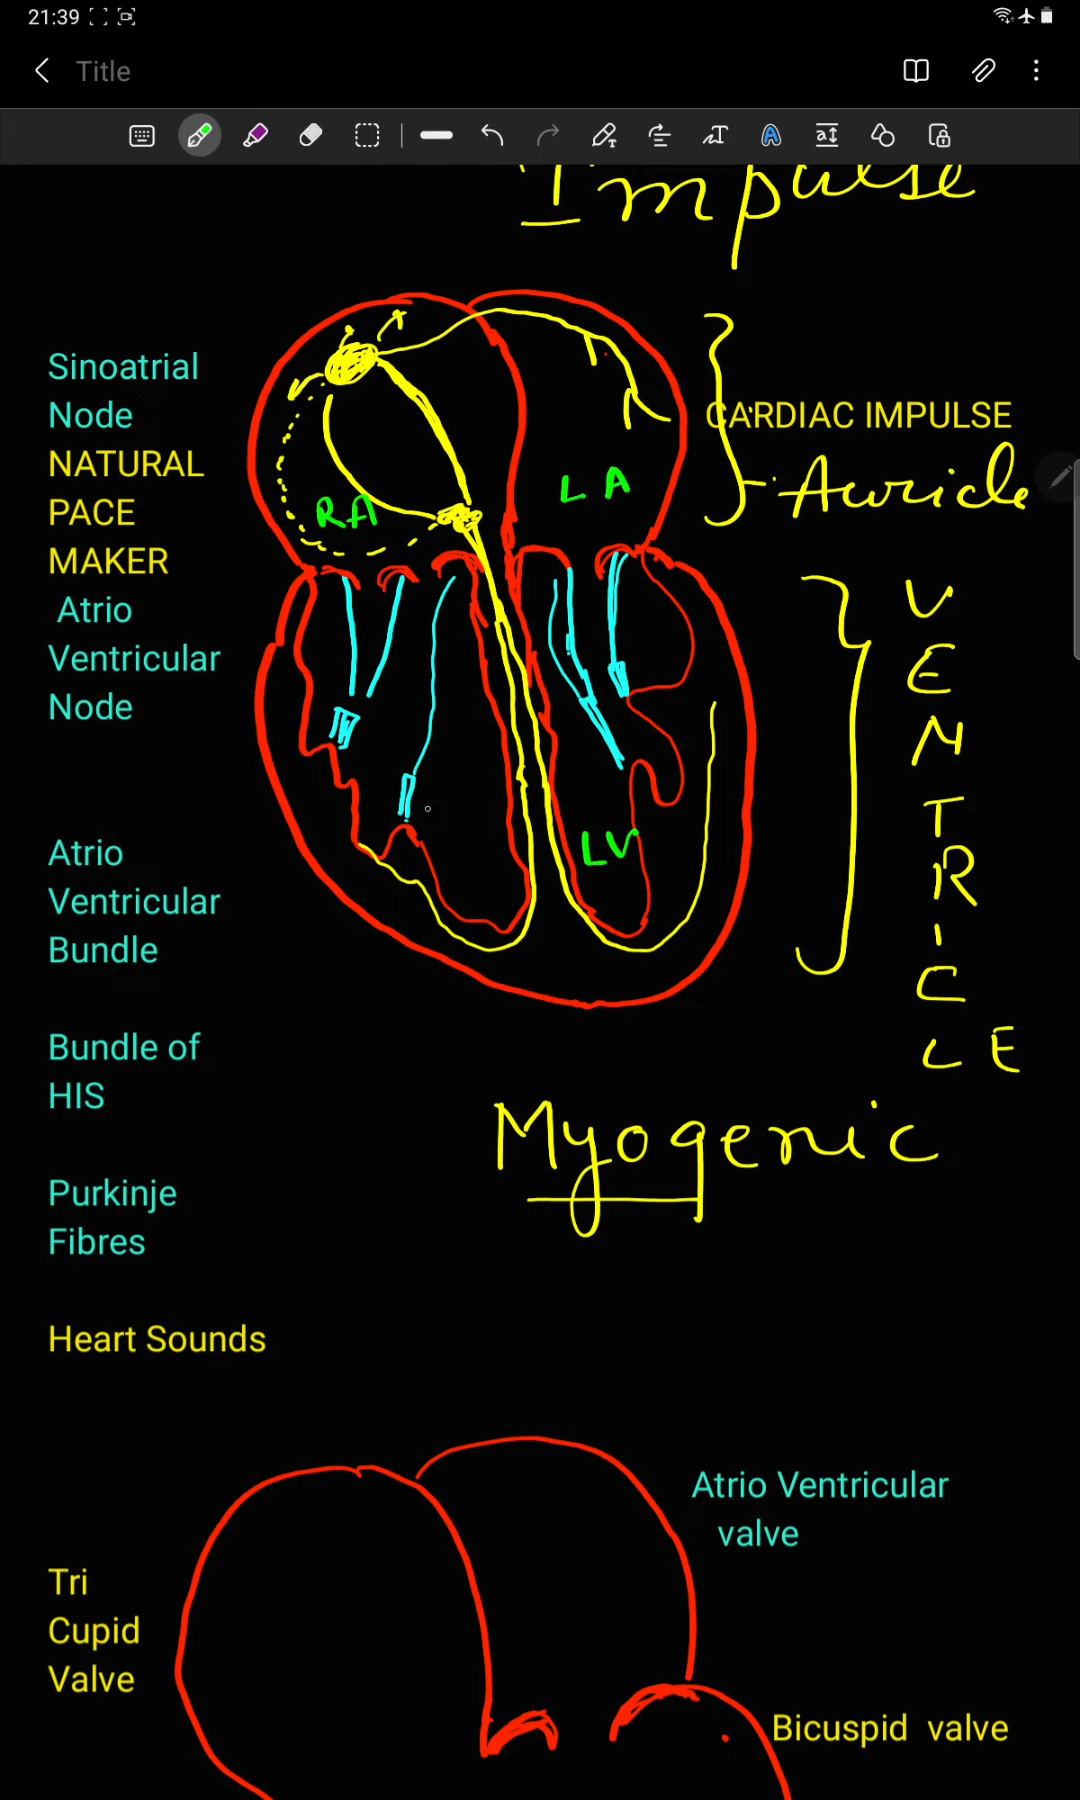 21:39
Title
Impulse
Sinoatrial
Node
NATURAL
PACE
MAKER
Atrio
Ventricular
Node
Atrio
Ventricular
Bundle
Bundle of
HIS
Purkinje
Fibres
Heart Sounds
RA
LA
LV
CARDIAC IMPULSE
Auricle
V
E
N
T
R
I
C
L E
Myogenic
Atrio Ventricular
valve
Tri
Cupid
Valve
Bicuspid valve